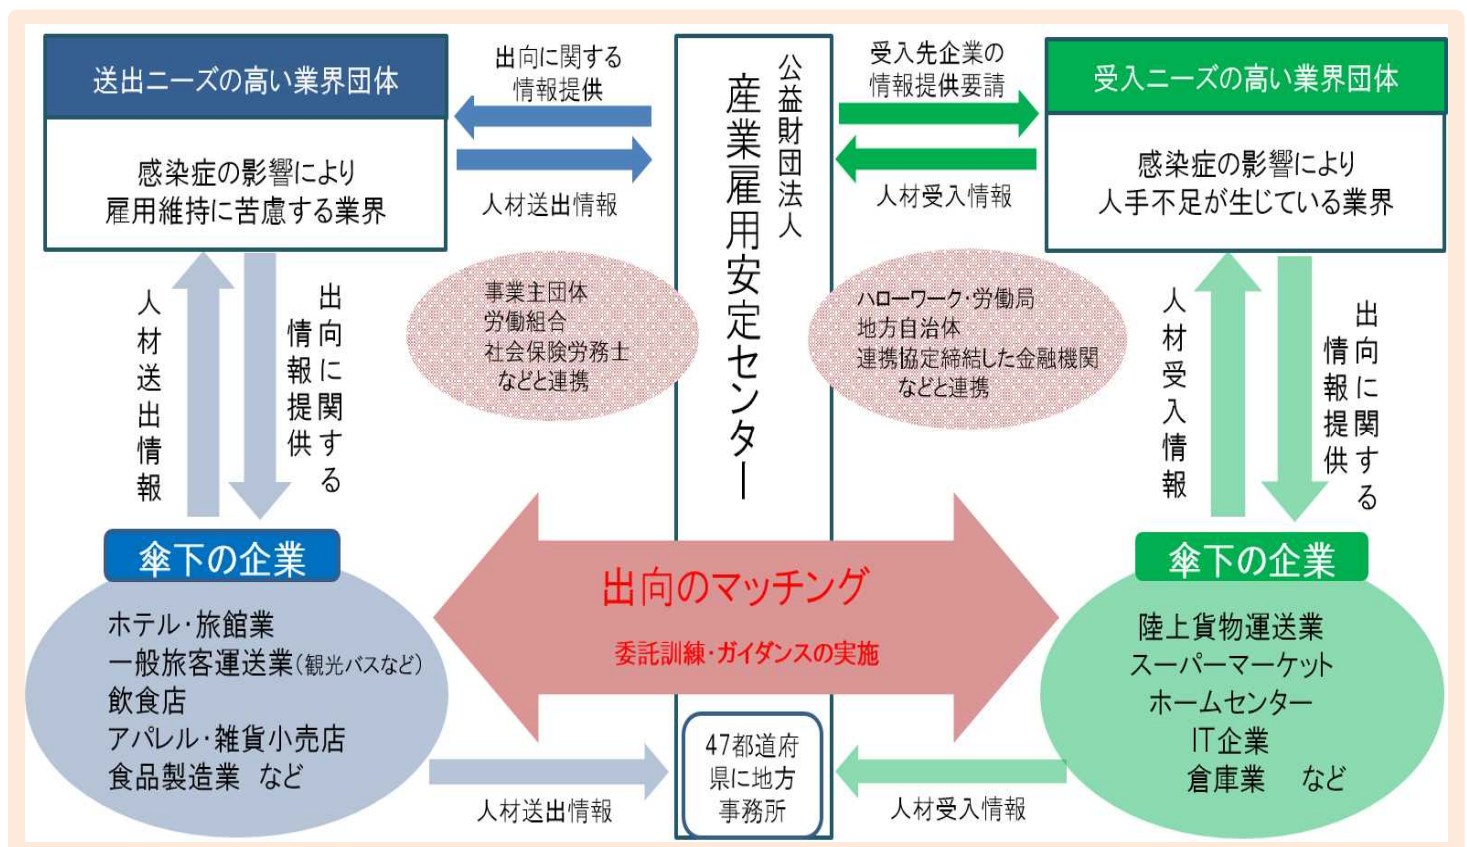 送出ニーズの高い業界団体
感染症の影響により
雇用維持に苦慮する業界
出向に関する
情報提供
人材送出情報
公益財団法人
産業雇用安定センター
受入先企業の
情報提供要請
人材受入情報
受入ニーズの高い業界団体
感染症の影響により
人手不足が生じている業界
人材送出情報
出向に関する
情報提供
事業主団体
労働組合
社会保険労務士
などと連携
ハローワーク・労働局
地方自治体
連携協定締結した金融機関
などと連携
人材受入情報
出向に関する
情報提供
出向のマッチング
委託訓練・ガイダンスの実施
傘下の企業
ホテル・旅館業
一般旅客運送業（観光バスなど）
飲食店
アパレル・雑貨小売店
食品製造業 など
人材送出情報
47都道府
県に地方
事務所
人材受入情報
傘下の企業
陸上貨物運送業
スーパーマーケット
ホームセンター
IT企業
倉庫業 など